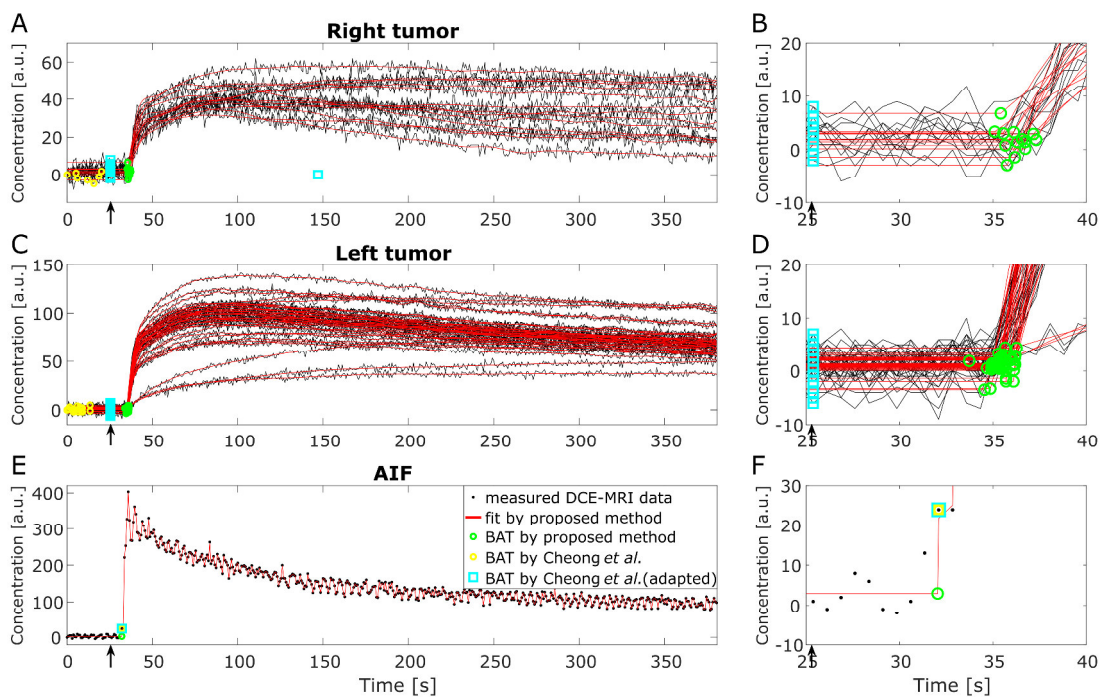 A
Right tumor
B
Concentration [a.u.]
60
40
20
0
0
50
100
150
200
250
300
350
Concentration [a.u.]
20
10
0
-10
25
30
35
40
C
Left tumor
D
Concentration [a.u.]
150
100
50
0
0
50
100
150
200
250
300
350
Concentration [a.u.]
20
10
0
-10
25
30
35
40
E
AIF
F
Concentration [a.u.]
400
300
200
100
0
measured DCE-MRI data
fit by proposed method
BAT by proposed method
BAT by Cheong et al.
BAT by Cheong et al.(adapted)
0
50
100
150
200
250
300
350
Time [s]
Concentration [a.u.]
30
20
10
0
-10
25
30
35
40
Time [s]